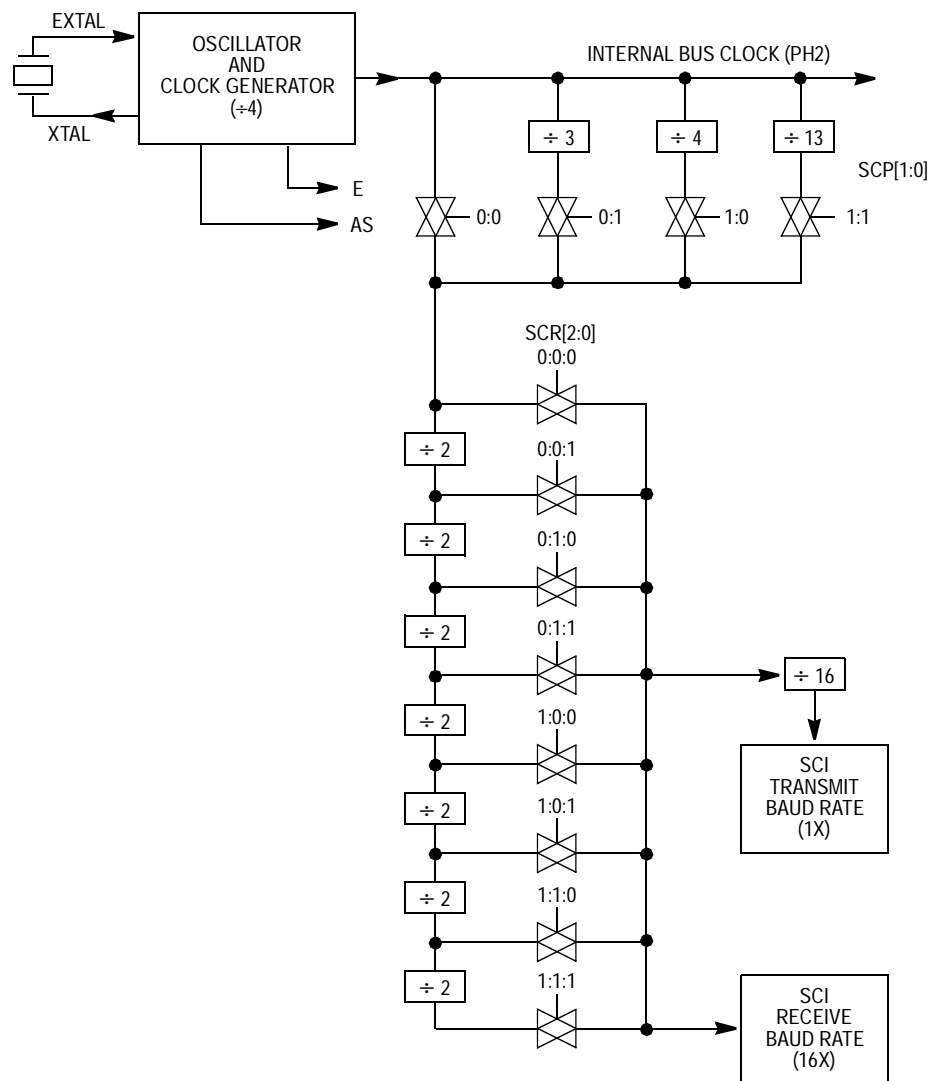 EXTAL
OSCILLATOR
AND
CLOCK GENERATOR
(÷4)
XTAL
INTERNAL BUS CLOCK (PH2)
÷ 3
÷ 4
÷ 13
SCP[1:0]
E
AS
0:0
0:1
1:0
1:1
SCR[2:0]
0:0:0
÷ 2
0:0:1
÷ 2
0:1:0
÷ 2
0:1:1
÷ 16
÷ 2
1:0:0
SCI
TRANSMIT
BAUD RATE
(1X)
÷ 2
1:0:1
÷ 2
1:1:0
÷ 2
1:1:1
SCI
RECEIVE
BAUD RATE
(16X)